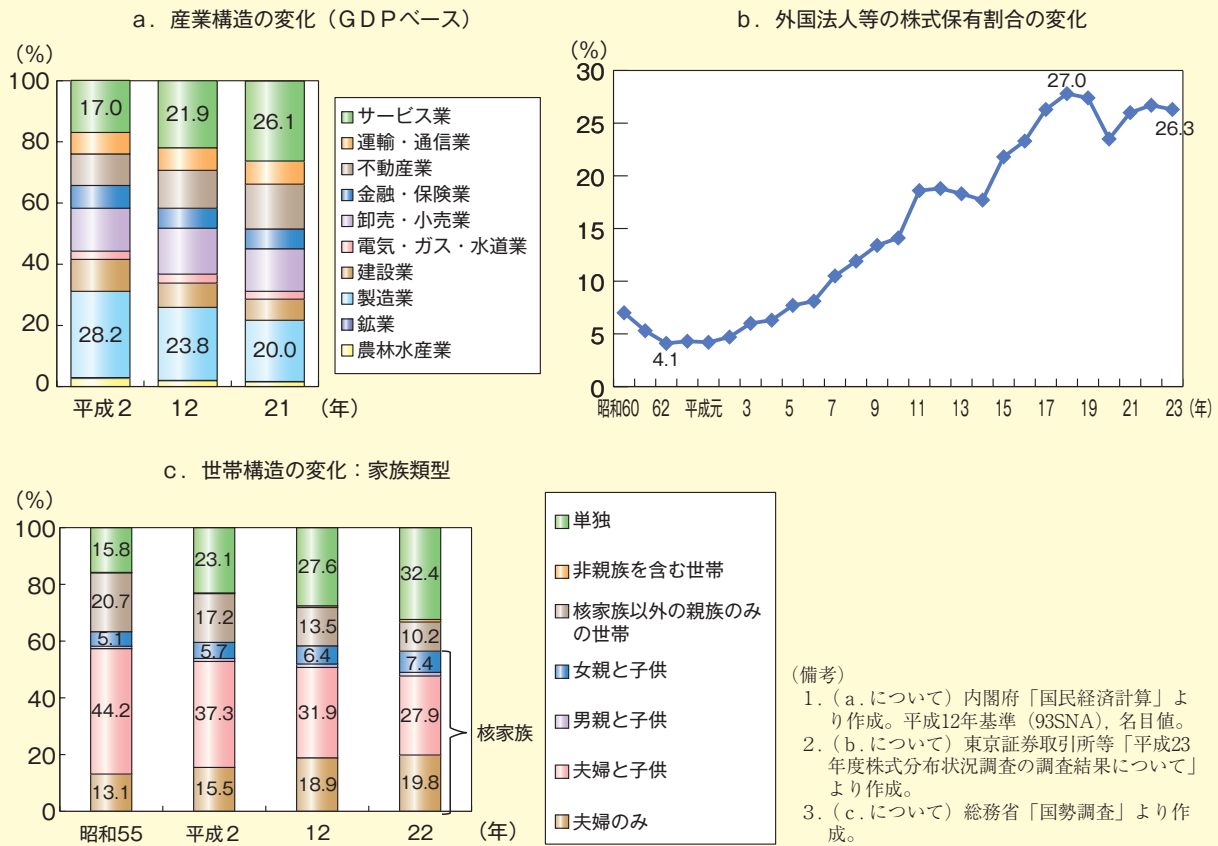 a．産業構造の変化（ＧＤＰベース）
（%）
100
80
60
40
20
0
17.0
21.9
26.1
28.2
23.8
20.0
平成２
12
21
（年）
サービス業
運輸・通信業
不動産業
金融・保険業
卸売・小売業
電気・ガス・水道業
建設業
製造業
鉱業
農林水産業
b．外国法人等の株式保有割合の変化
（%）
30
25
20
15
10
5
0
4.1
27.0
26.3
昭和60
62
平成元
3
5
7
9
11
13
15
17
19
21
23
（年）
c．世帯構造の変化：家族類型
（%）
100
80
60
40
20
0
15.8
20.7
5.1
44.2
13.1
23.1
17.2
5.7
37.3
15.5
27.6
13.5
6.4
31.9
18.9
32.4
10.2
7.4
27.9
19.8
核家族
昭和55
平成２
12
22
（年）
単独
非親族を含む世帯
核家族以外の親族のみ
の世帯
女親と子供
男親と子供
夫婦と子供
夫婦のみ
（備考）
1．（a．について）内閣府「国民経済計算」よ
り作成。平成12年基準（93SNA），名目値。
2．（b．について）東京証券取引所等「平成23
年度株式分布状況調査の調査結果について」
より作成。
3．（c．について）総務省「国勢調査」より作
成。